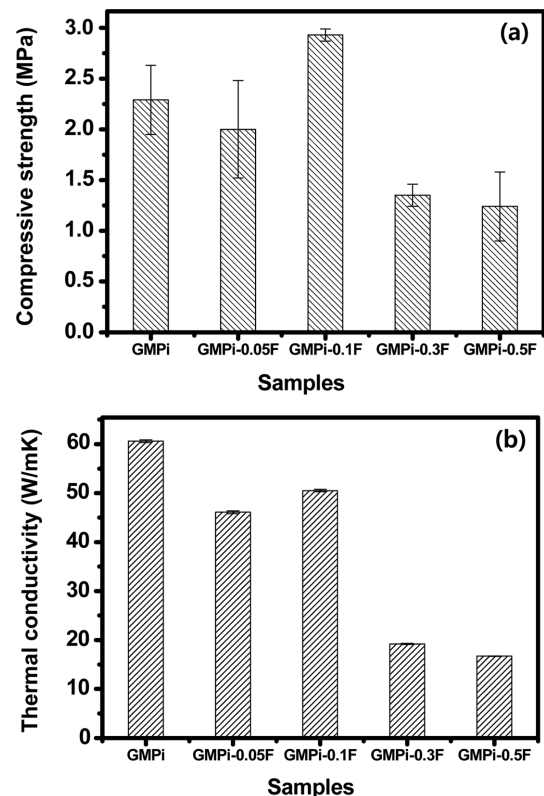 (a)
Compressive strength (MPa)
3.0
2.5
2.0
1.5
1.0
0.5
0.0
GMPi GMPi-0.05F GMPi-0.1F GMPi-0.3F GMPi-0.5F
Samples
(b)
Thermal conductivity (W/mK)
60
50
40
30
20
10
0
GMPi GMPi-0.05F GMPi-0.1F GMPi-0.3F GMPi-0.5F
Samples